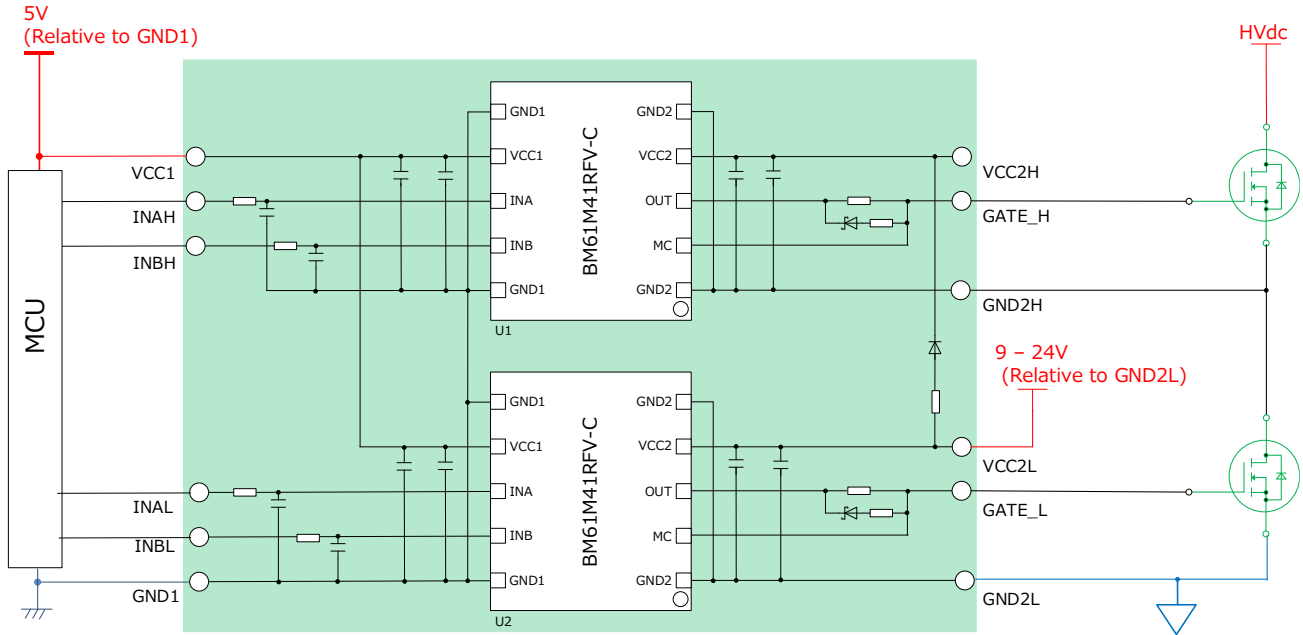 5V
(Relative to GND1)
HVdc
GND1
GND2
VCC1
VCC1
VCC2
VCC2H
INAH
INA
OUT
GATE_H
INBH
INB
MC
GND1
GND2
GND2H
BM61M41RFV-C
U1
MCU
9 – 24V
(Relative to GND2L)
GND1
GND2
VCC1
VCC2
VCC2L
INAL
INA
OUT
GATE_L
INBL
INB
MC
GND1
GND1
GND2
GND2L
BM61M41RFV-C
U2